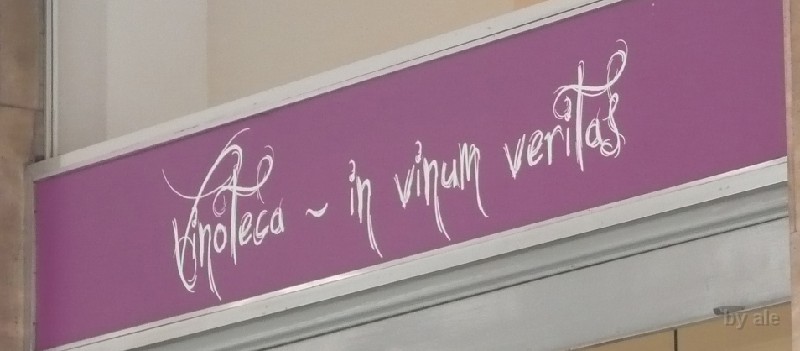 Vinoteca ~ in vinum veritas
by ale